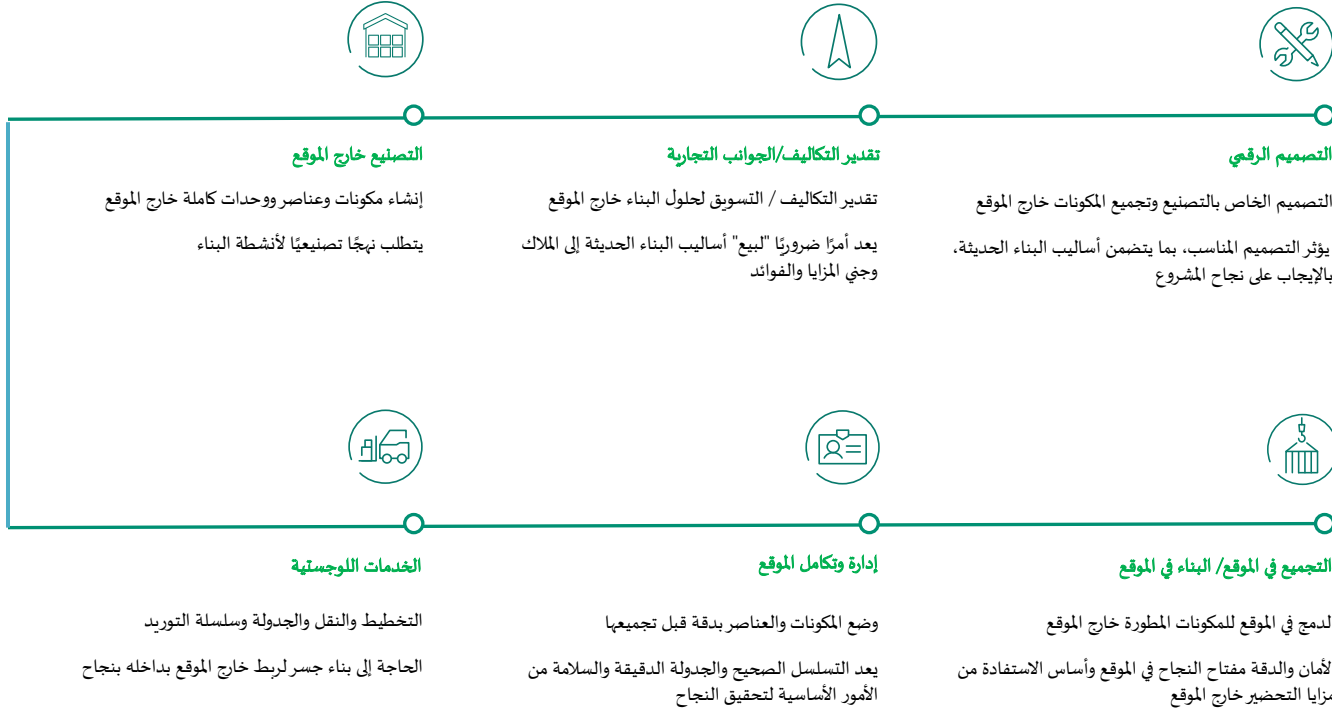 التصميم الرقمي
التصميم الخاص بالتصنيع وتجميع المكونات خارج الموقع
يؤثر التصميم المناسب، بما يتضمن أساليب البناء الحديثة،
بالإيجاب على نجاح المشروع
تقدير التكاليف/الجوانب التجارية
تقدير التكاليف / التسويق لحلول البناء خارج الموقع
يعد أمرًا ضروريًا "لبيع" أساليب البناء الحديثة إلى الملاك
وجني المزايا والفوائد
التصنيع خارج الموقع
إنشاء مكونات وعناصر ووحدات كاملة خارج الموقع
يتطلب نهجًا تصنيعيًا لأنشطة البناء
الخدمات اللوجستية
التخطيط والنقل والجدولة وسلسلة التوريد
الحاجة إلى بناء جسر لربط خارج الموقع بداخله بنجاح
إدارة وتكامل الموقع
وضع المكونات والعناصر بدقة قبل تجميعها
يعد التسلسل الصحيح والجدولة الدقيقة والسلامة من
الأمور الأساسية لتحقيق النجاح
التجميع في الموقع/ البناء في الموقع
لدمج في الموقع للمكونات المطورة خارج الموقع
لأمان والدقة مفتاح النجاح في الموقع وأساس الاستفادة من
مزايا التحضير خارج الموقع